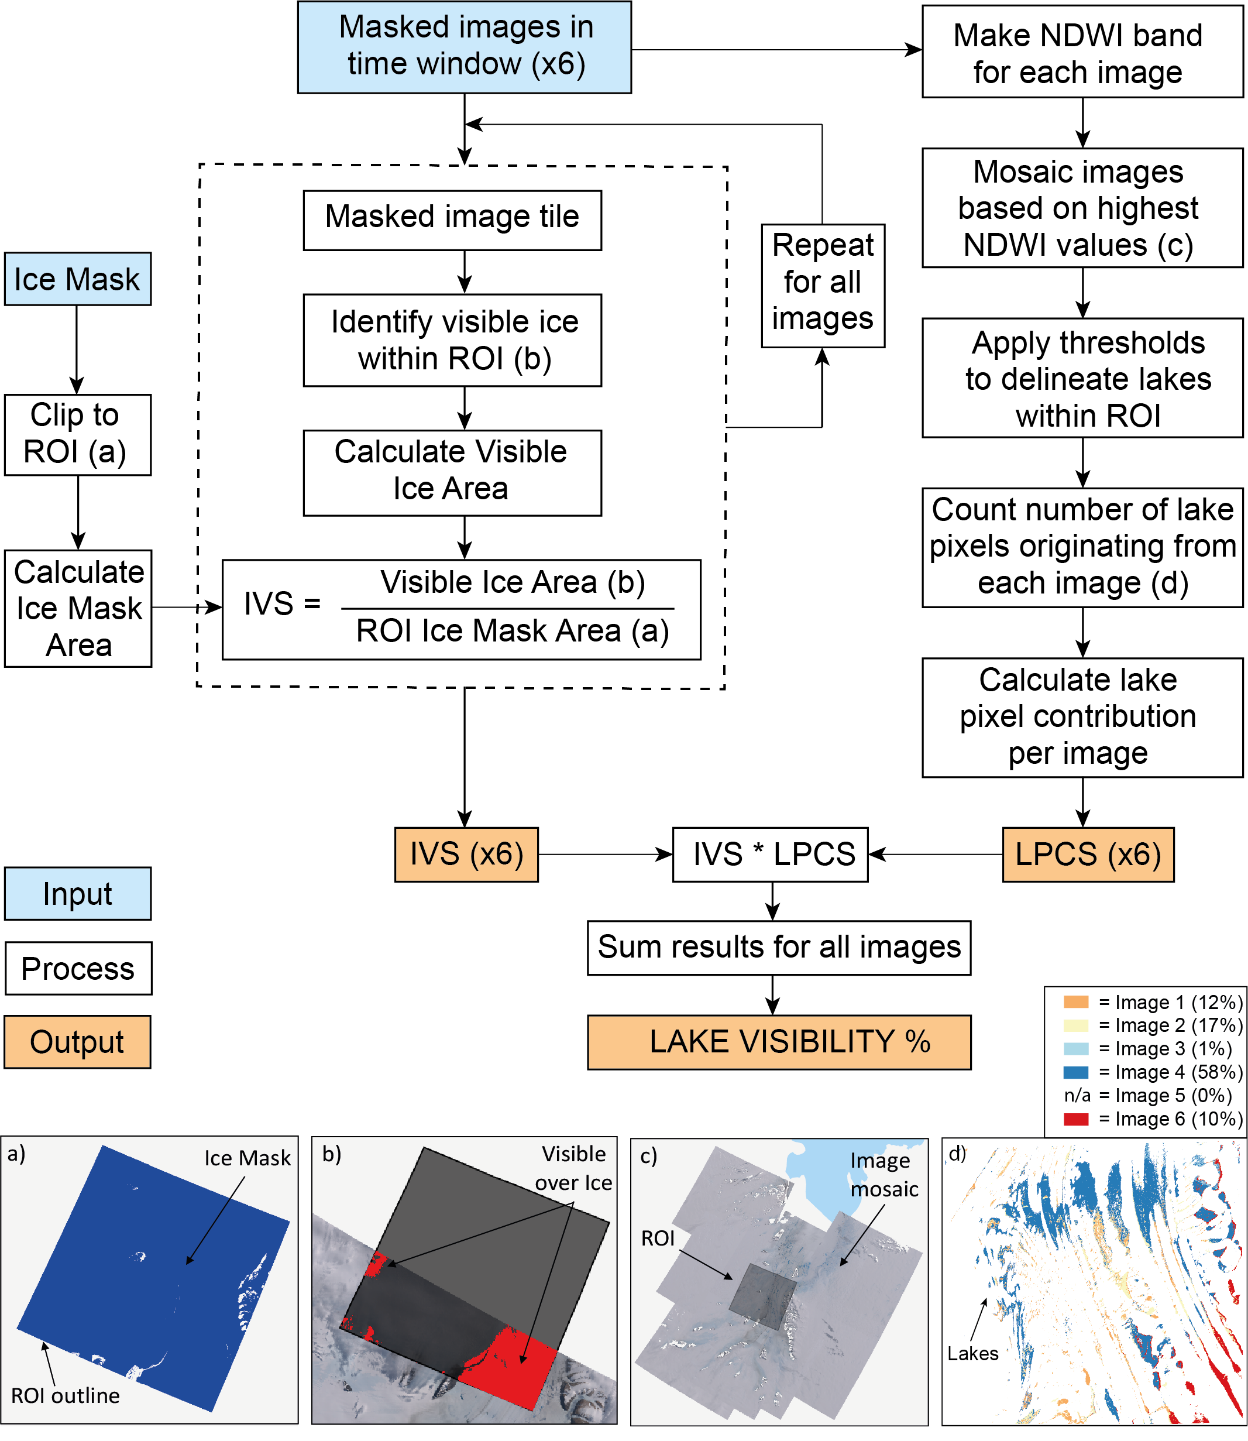 Masked images in
time window (x6)
Make NDWI band
for each image
Mosaic images
based on highest
NDWI values (c)
Masked image tile
Repeat
for all
images
Ice Mask
Identify visible ice
within ROI (b)
Apply thresholds
to delineate lakes
within ROI
Clip to
ROI (a)
Calculate Visible
Ice Area
Count number of lake
pixels originating from
each image (d)
Calculate
Ice Mask
Area
IVS =
Visible Ice Area (b)
ROI Ice Mask Area (a)
Calculate lake
pixel contribution
per image
IVS (x6)
IVS * LPCS
LPCS (x6)
Input
Sum results for all images
Process
Output
LAKE VISIBILITY %
= Image 1 (12%)
= Image 2 (17%)
= Image 3 (1%)
= Image 4 (58%)
n/a = Image 5 (0%)
= Image 6 (10%)
a)
Ice Mask
ROI outline
b)
Visible
over Ice
c)
Image
mosaic
ROI
d)
Lakes